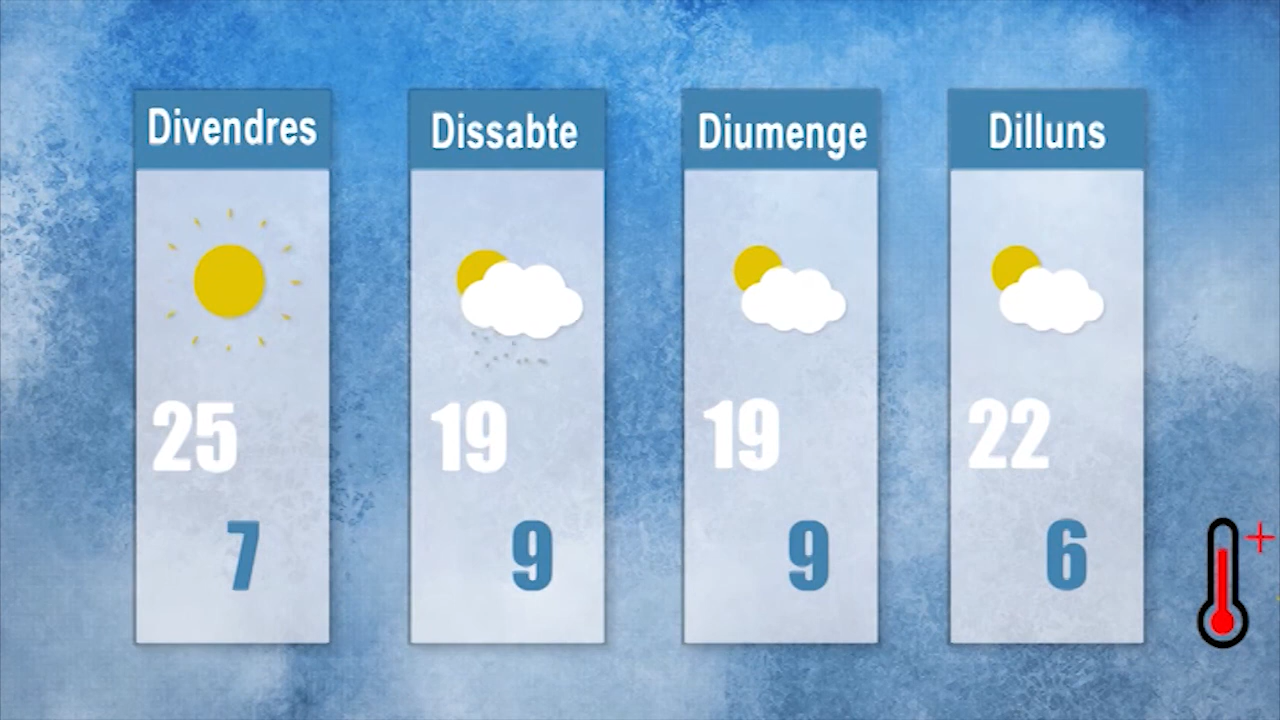 Divendres
25
7
Dissabte
19
9
Diumenge
19
9
Dilluns
22
6
+